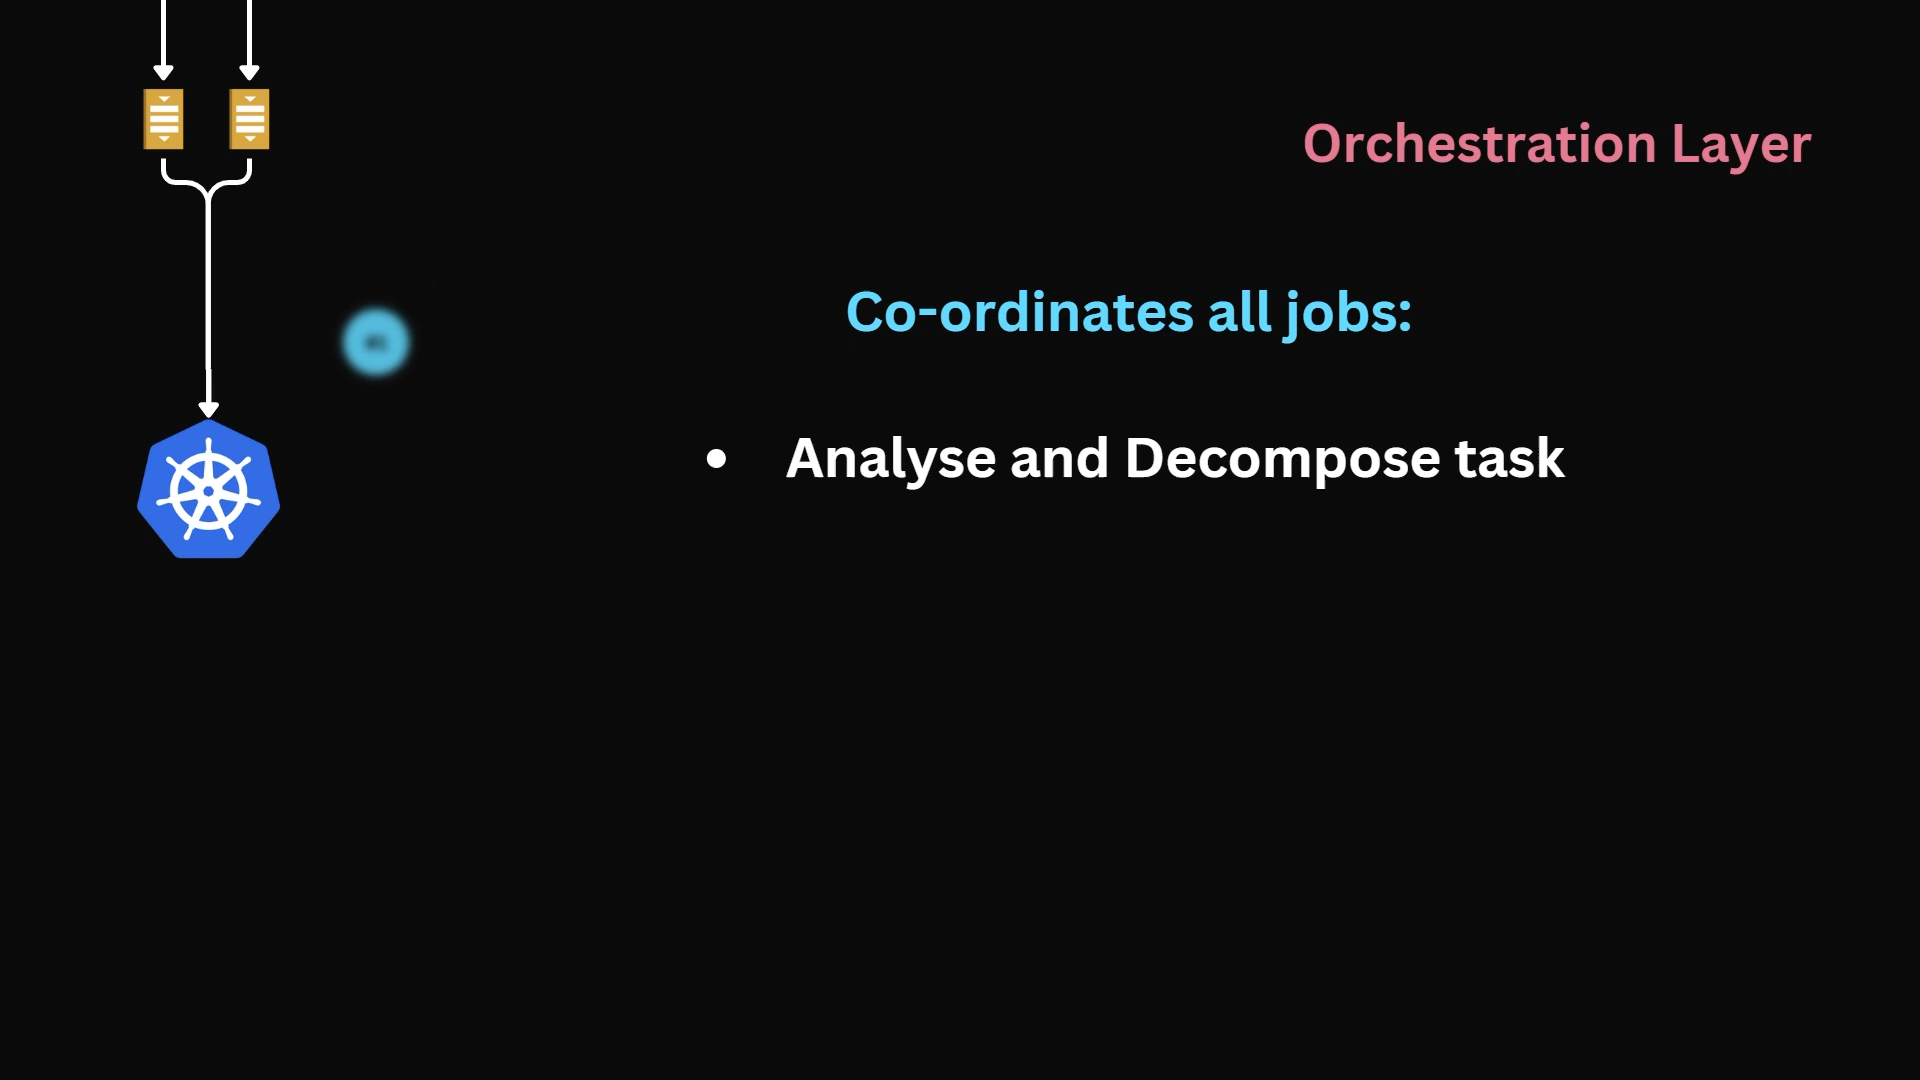 Orchestration Layer
Co-ordinates all jobs:
• Analyse and Decompose task